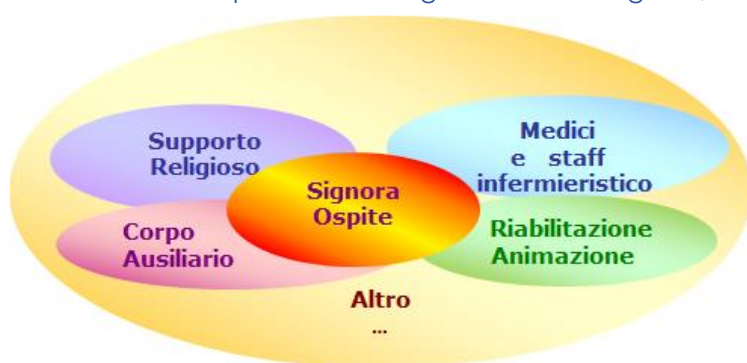 Supporto
Religioso
Medici
e staff
infermieristico
Signora
Ospite
Corpo
Ausiliario
Riabilitazione
Animazione
Altro
...